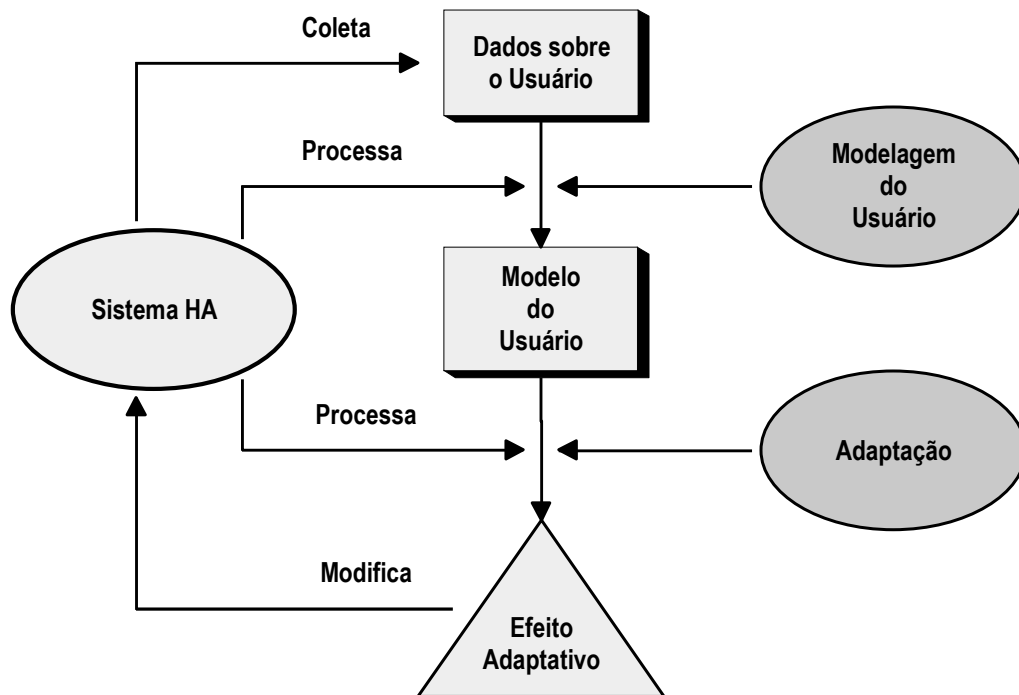 Coleta
Dados sobre
o Usuário
Processa
Modelagem
do
Usuário
Sistema HA
Modelo
do
Usuário
Processa
Adaptação
Modifica
Efeito
Adaptativo